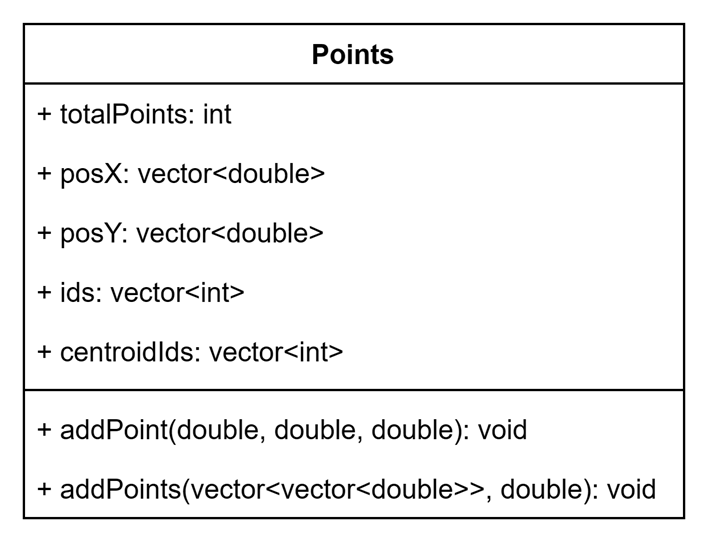 Points
+ totalPoints: int
+ posX: vector<double>
+ posY: vector<double>
+ ids: vector<int>
+ centroidIds: vector<int>
+ addPoint(double, double, double): void
+ addPoints(vector<vector<double>>, double): void